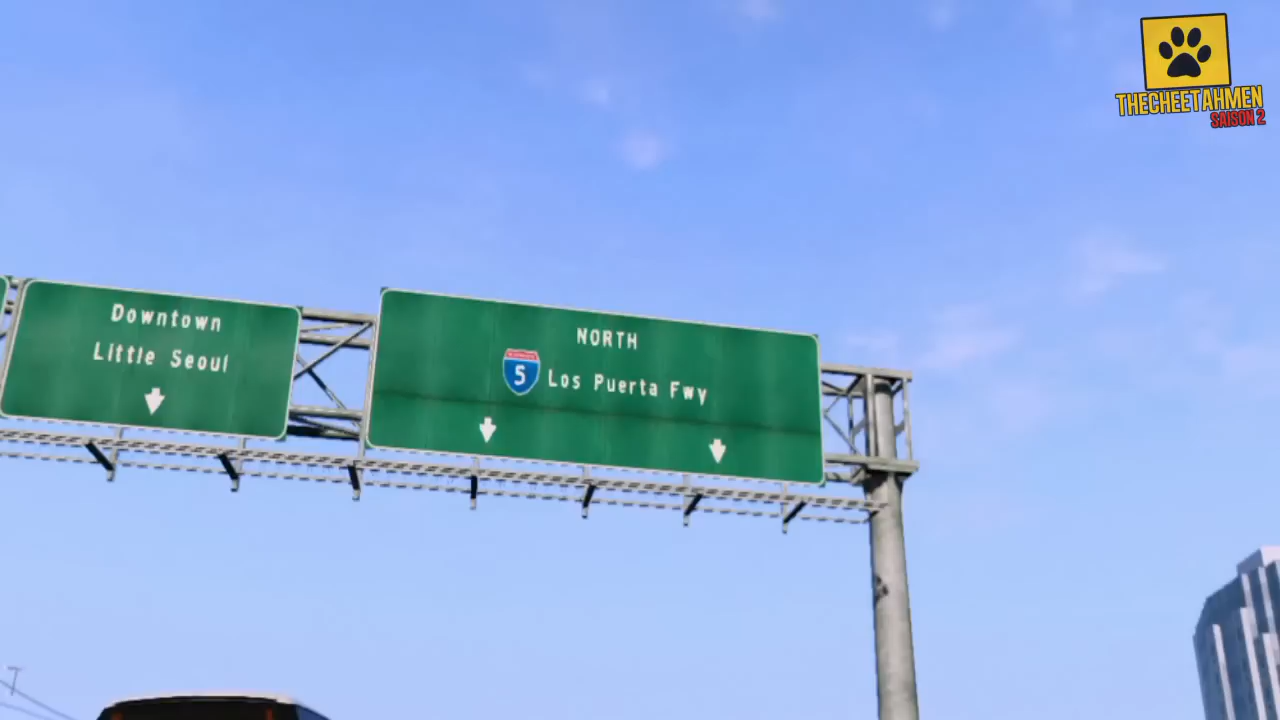 THECHEETAHMEN
SAISON 2
Downtown
Little Seoul
NORTH
5
Los Puerta Fwy